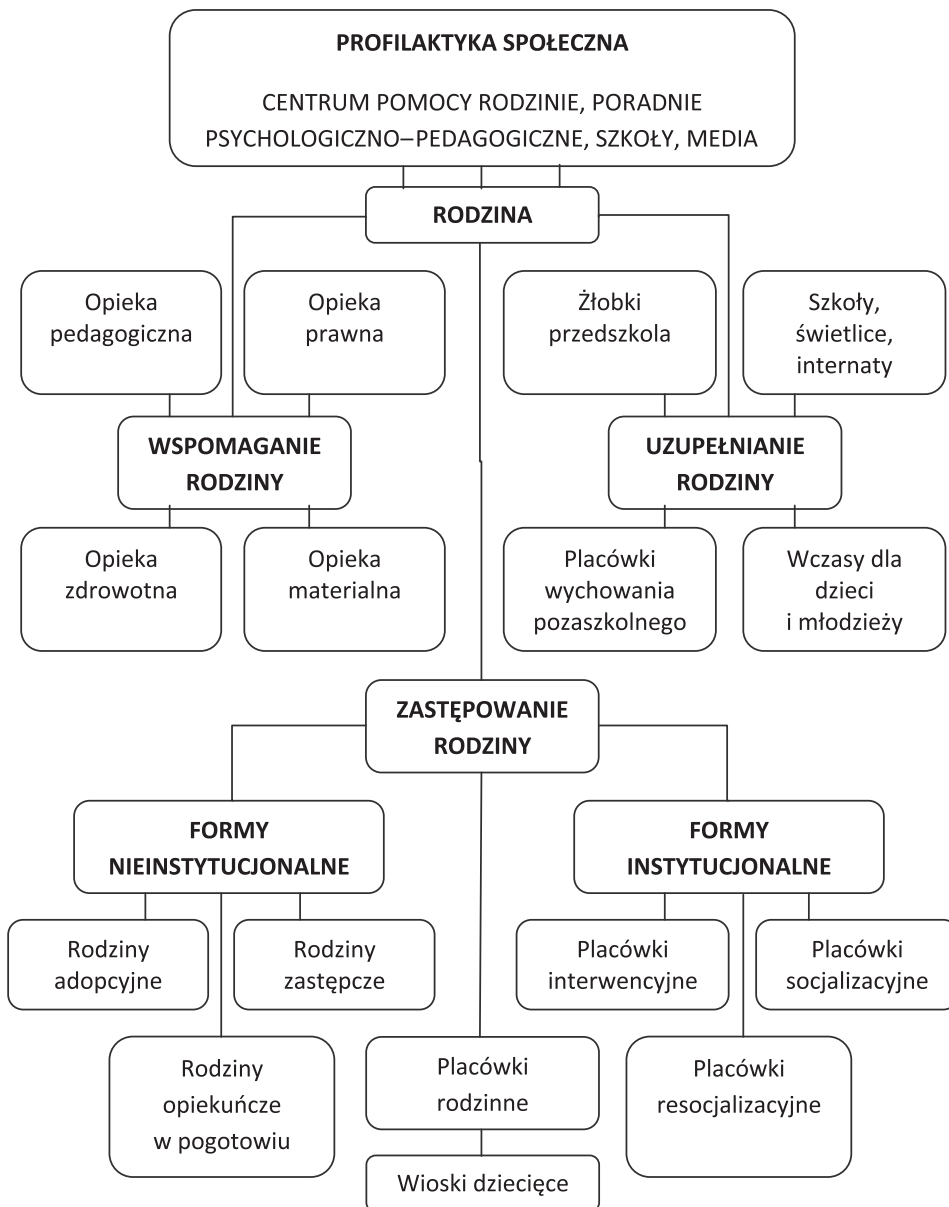 PROFILAKTYKA SPOŁECZNA
CENTRUM POMOCY RODZINIE, PORADNIE
PSYCHOLOGICZNO–PEDAGOGICZNE, SZKOŁY, MEDIA
RODZINA
Opieka
pedagogiczna
Opieka
prawna
Żłobki
przedszkola
Szkoły,
świetlice,
internaty
WSPOMAGANIE
RODZINY
UZUPEŁNIANIE
RODZINY
Opieka
zdrowotna
Opieka
materialna
Placówki
wychowania
pozaszkolnego
Wczasy dla
dzieci
i młodzieży
ZASTĘPOWANIE
RODZINY
FORMY
NIEINSTYTUCJONALNE
FORMY
INSTYTUCJONALNE
Rodziny
adopcyjne
Rodziny
zastępcze
Placówki
interwencyjne
Placówki
socjalizacyjne
Rodziny
opiekuńcze
w pogotowiu
Placówki
rodzinne
Placówki
resocjalizacyjne
Wioski dziecięce